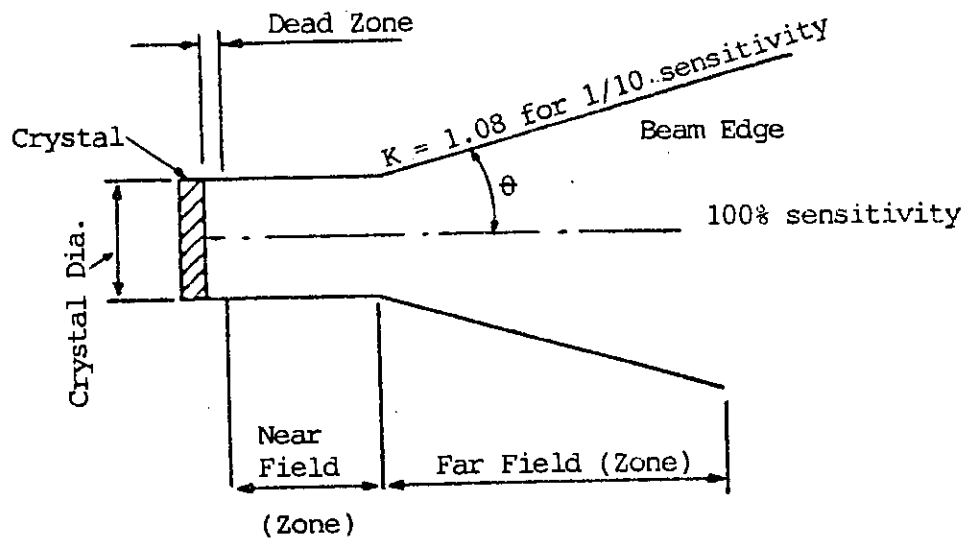 Dead Zone
K = 1.08 for 1/10..sensitivity
Crystal
Beam Edge
θ
100% sensitivity
Crystal Dia.
Near
Field
(Zone)
Far Field (Zone)